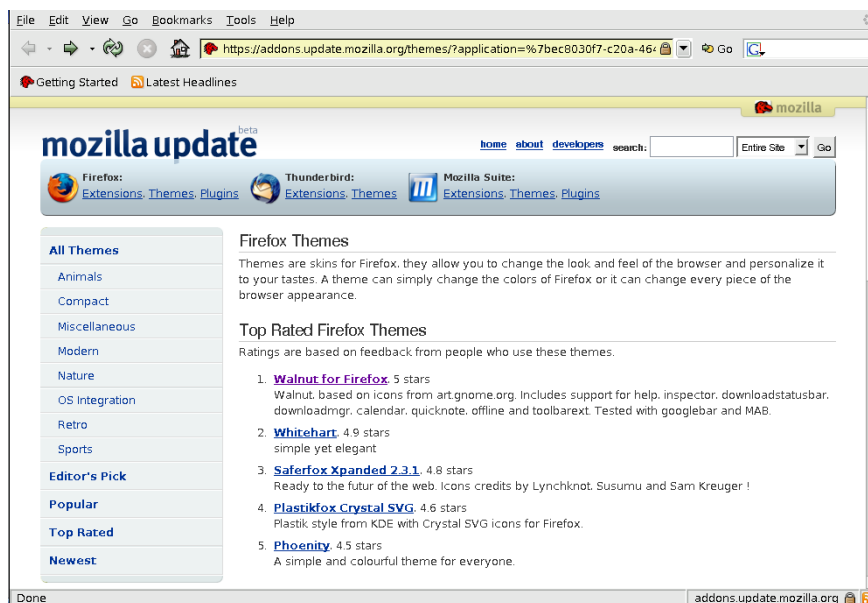 File Edit View Go Bookmarks Tools Help
https://addons.update.mozilla.org/themes/?application=%7bec8030f7-c20a-464 Go G
Getting Started Latest Headlines
mozilla
mozilla update beta
home about developers search: Entire Site Go
Firefox:
Extensions, Themes, Plugins
Thunderbird:
Extensions, Themes
Mozilla Suite:
Extensions, Themes, Plugins
All Themes
Animals
Compact
Miscellaneous
Modern
Nature
OS Integration
Retro
Sports
Editor's Pick
Popular
Top Rated
Newest
Firefox Themes
Themes are skins for Firefox, they allow you to change the look and feel of the browser and personalize it
to your tastes. A theme can simply change the colors of Firefox or it can change every piece of the
browser appearance.
Top Rated Firefox Themes
Ratings are based on feedback from people who use these themes.
1. Walnut for Firefox, 5 stars
Walnut, based on icons from art.gnome.org. Includes support for help, inspector, downloadstatusbar,
downloadmgr, calendar, quicknote, offline and toolbarext. Tested with googlebar and MAB.
2. Whitehart, 4.9 stars
simple yet elegant
3. Saferfox Xpanded 2.3.1, 4.8 stars
Ready to the futur of the web. Icons credits by Lynchknot, Susumu and Sam Kreuger !
4. Plastikfox Crystal SVG, 4.6 stars
Plastik style from KDE with Crystal SVG icons for Firefox.
5. Phoenity, 4.5 stars
A simple and colourful theme for everyone.
Done addons.update.mozilla.org